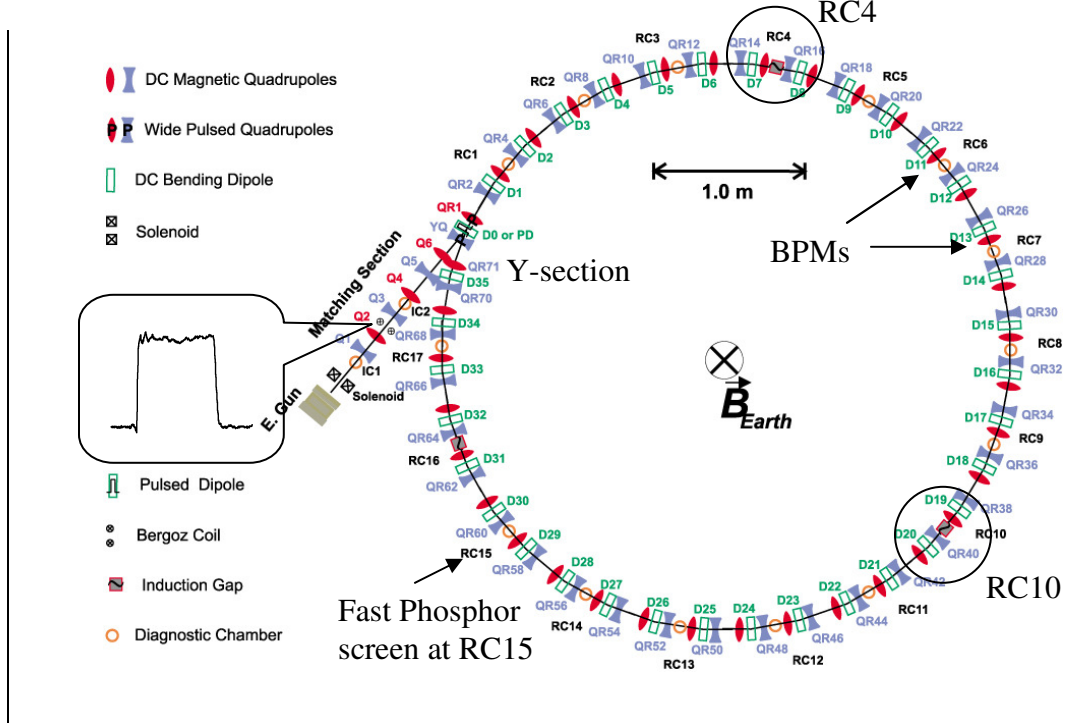 RC4
DC Magnetic Quadrupoles
P P Wide Pulsed Quadrupoles
DC Bending Dipole
Solenoid
Pulsed Dipole
Bergoz Coil
Induction Gap
Diagnostic Chamber
Matching Section
E. Gun
Solenoid
IC1
Q1
Q2
Q3
IC2
Q4
Q5
Q6
YQ
P
P
QR1
D0 or PD
Y-section
QR2
D1
RC1
QR4
D2
QR6
D3
RC2
QR8
D4
QR10
D5
RC3
QR12
D6
QR14
D7
RC4
QR16
D8
QR18
D9
RC5
QR20
D10
QR22
D11
RC6
QR24
D12
QR26
D13
RC7
QR28
D14
BPMs
1.0 m
QR30
D15
RC8
D16
QR32
D17
QR34
RC9
D18
QR36
D19
QR38
RC10
D20
QR40
RC10
D21
QR42
RC11
D22
QR44
QR46
D23
RC12
QR48
D24
D25
QR50
RC13
D26
QR52
D27
QR54
RC14
D28
QR56
D29
QR58
RC15
D30
QR60
Fast Phosphor
screen at RC15
D31
QR62
RC16
QR64
D32
QR66
D33
RC17
QR68
D34
QR70
D35
QR71
B
Earth